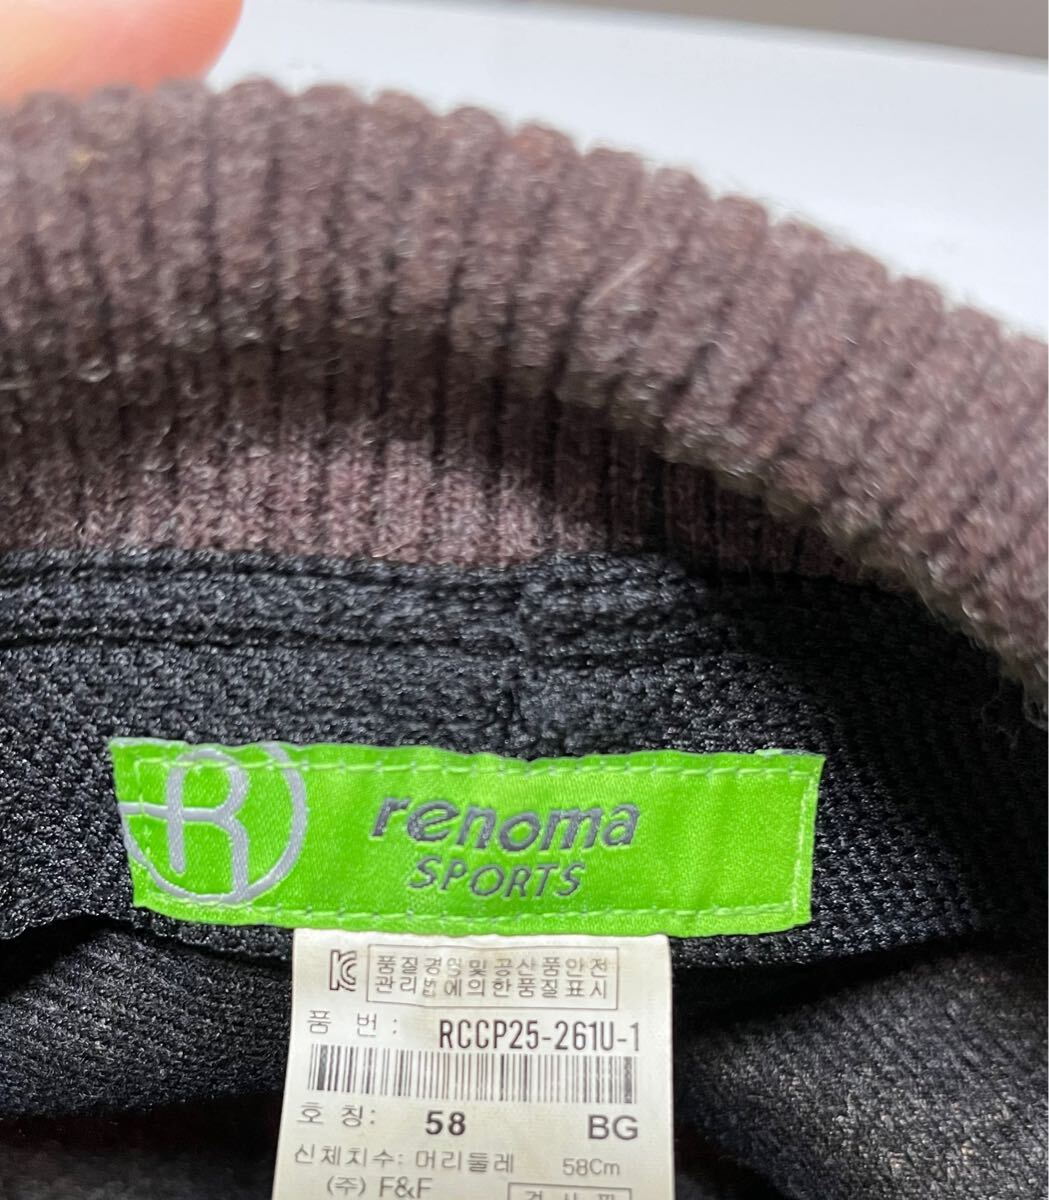 R
renoma
SPORTS
품질경영및공산품안전
관리법에의한품질표시
품 번: RCCP25-261U-1
호 칭: 58 BG
신체치수: 머리둘레 58Cm
(주) F&F